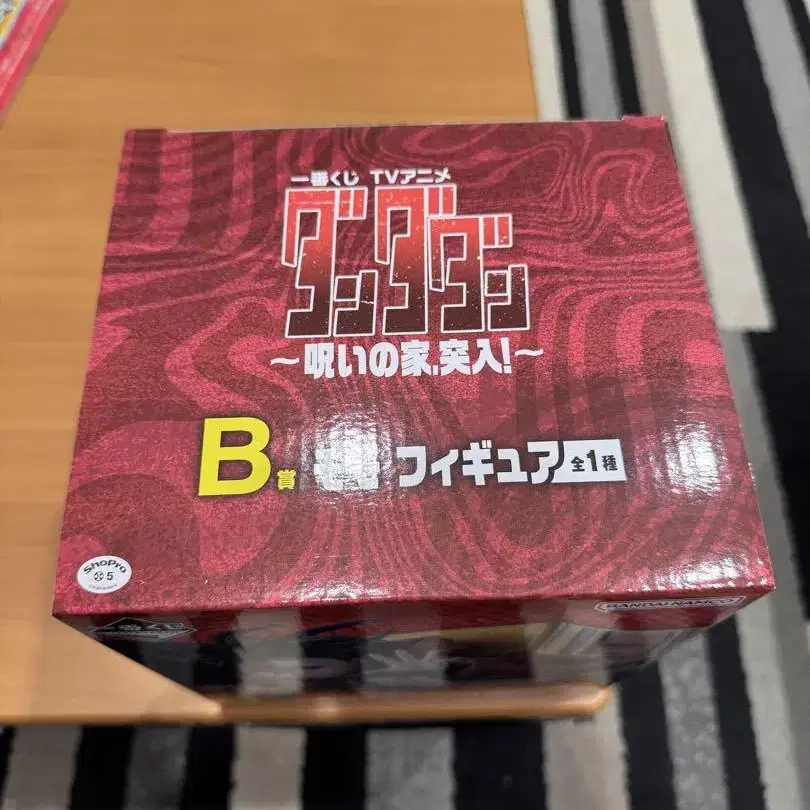 一番くじ TVアニメ
ダンダダン
～呪いの家、突入!～
B賞 フィギュア 全1種
ShoPro
5
BANDAI NAMCO